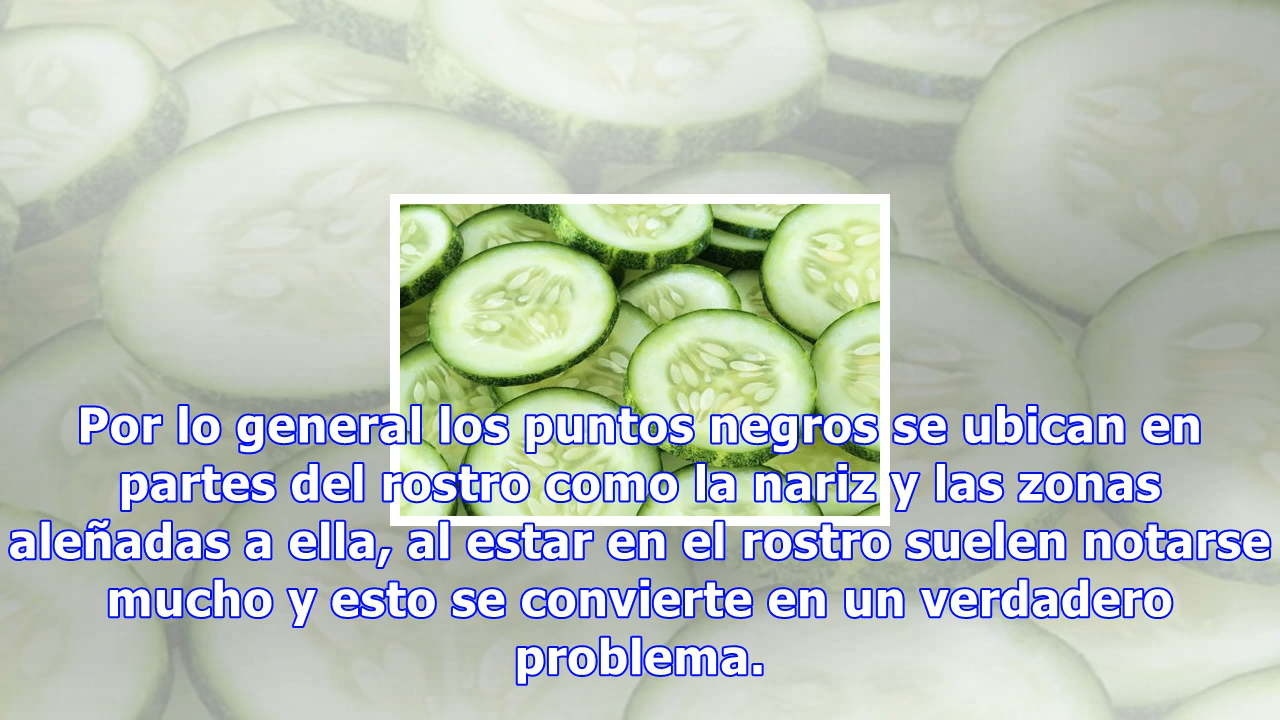 Por lo general los puntos negros se ubican en
partes del rostro como la nariz y las zonas
aleñadas a ella, al estar en el rostro suelen notarse
mucho y esto se convierte en un verdadero
problema.